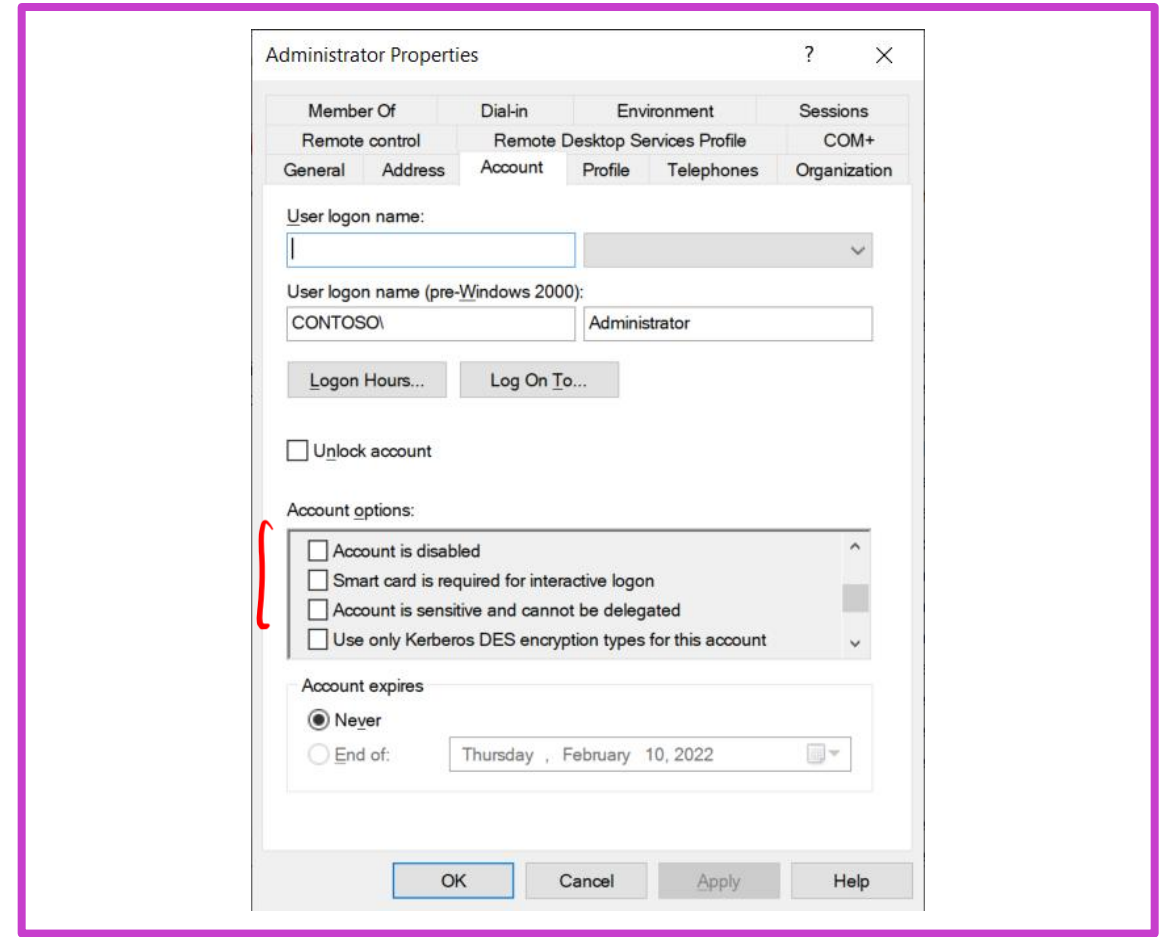 Administrator Properties ?
Member Of Dial-in Environment Sessions
Remote control Remote Desktop Services Profile COM+
General Address Account Profile Telephones Organization
User logon name:
User logon name (pre-Windows 2000):
CONTOSO\ Administrator
Logon Hours... Log On To...
Unlock account
Account options:
Account is disabled
Smart card is required for interactive logon
Account is sensitive and cannot be delegated
Use only Kerberos DES encryption types for this account
Account expires
Never
End of: Thursday , February 10, 2022
OK Cancel Apply Help